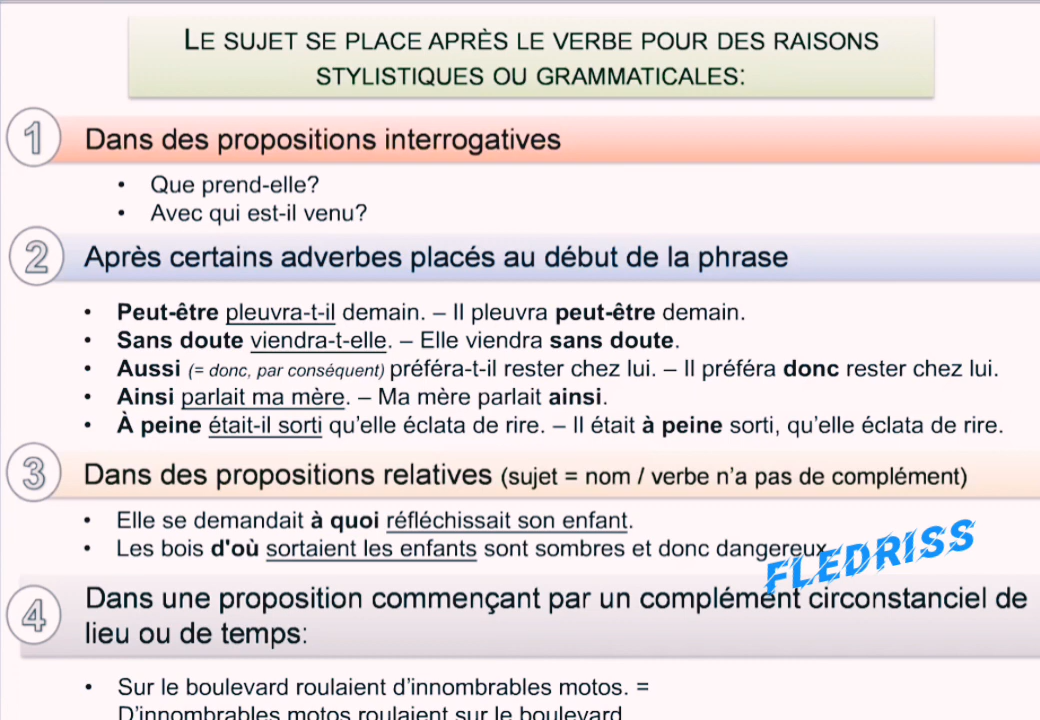 LE SUJET SE PLACE APRÈS LE VERBE POUR DES RAISONS
STYLISTIQUES OU GRAMMATICALES:
1 Dans des propositions interrogatives
• Que prend-elle?
• Avec qui est-il venu?
2 Après certains adverbes placés au début de la phrase
• Peut-être pleuvra-t-il demain. – Il pleuvra peut-être demain.
• Sans doute viendra-t-elle. – Elle viendra sans doute.
• Aussi (= donc, par conséquent) préféra-t-il rester chez lui. – Il préféra donc rester chez lui.
• Ainsi parlait ma mère. – Ma mère parlait ainsi.
• À peine était-il sorti qu'elle éclata de rire. – Il était à peine sorti, qu'elle éclata de rire.
3 Dans des propositions relatives (sujet = nom / verbe n'a pas de complément)
• Elle se demandait à quoi réfléchissait son enfant.
• Les bois d'où sortaient les enfants sont sombres et donc dangereux
FLEDRISS
4 Dans une proposition commençant par un complément circonstanciel de
lieu ou de temps:
• Sur le boulevard roulaient d'innombrables motos. =
D'innombrables motos roulaient sur le boulevard